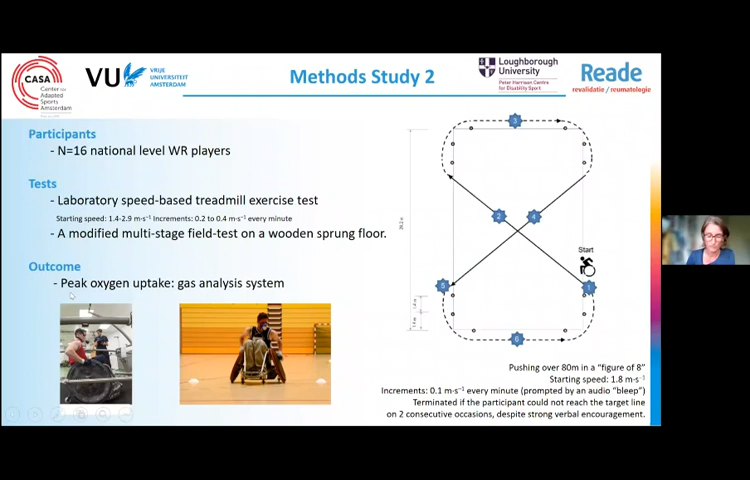 CASA
Center for
Adapted
Sports
Amsterdam
VU
VRIJE
UNIVERSITEIT
AMSTERDAM
Methods Study 2
Loughborough
University
Peter Harrison Centre
for Disability Sport
Reade
revalidatie / reumatologie
Participants
- N=16 national level WR players
Tests
- Laboratory speed-based treadmill exercise test
Starting speed: 1.4-2.9 m·s⁻¹ Increments: 0.2 to 0.4 m·s⁻¹ every minute
- A modified multi-stage field-test on a wooden sprung floor.
Outcome
- Peak oxygen uptake: gas analysis system
3
2
4
Start
5
1
6
Pushing over 80m in a “figure of 8”
Starting speed: 1.8 m·s⁻¹
Increments: 0.1 m·s⁻¹ every minute (prompted by an audio “bleep”)
Terminated if the participant could not reach the target line
on 2 consecutive occasions, despite strong verbal encouragement.